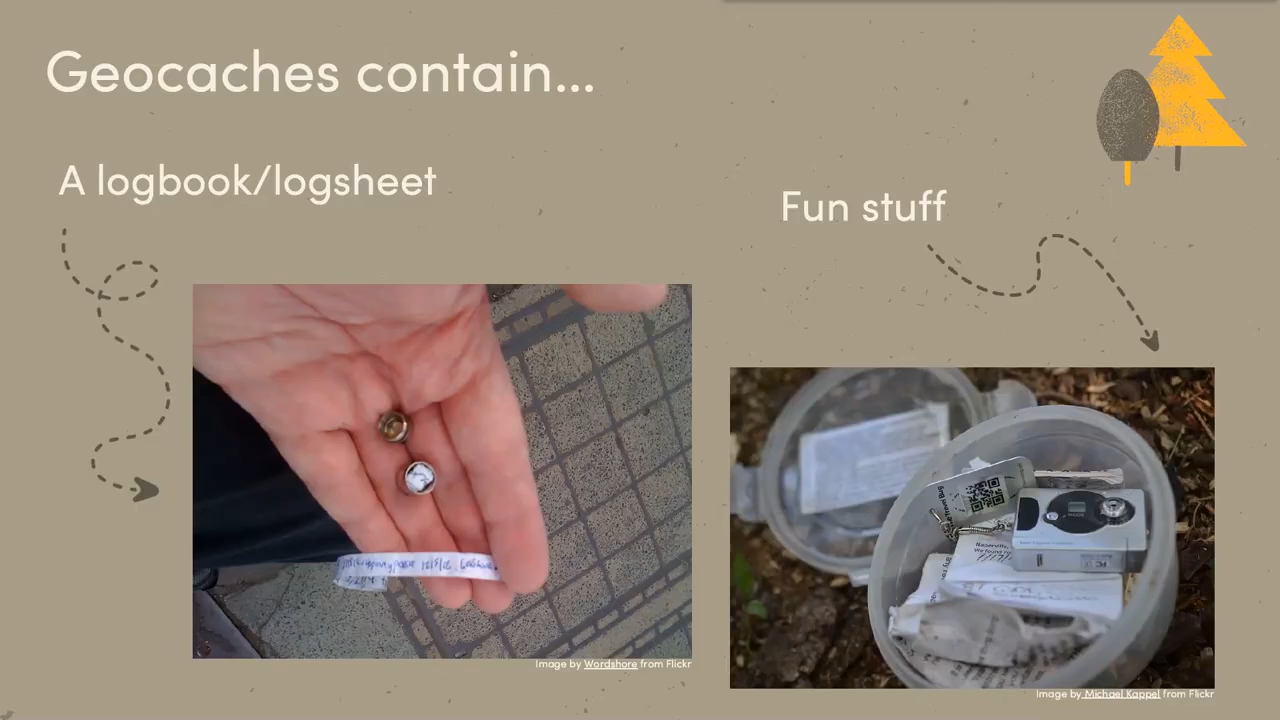 Geocaches contain...
A logbook/logsheet
Fun stuff
Image by Wordshore from Flickr
Image by Michael Kappel from Flickr